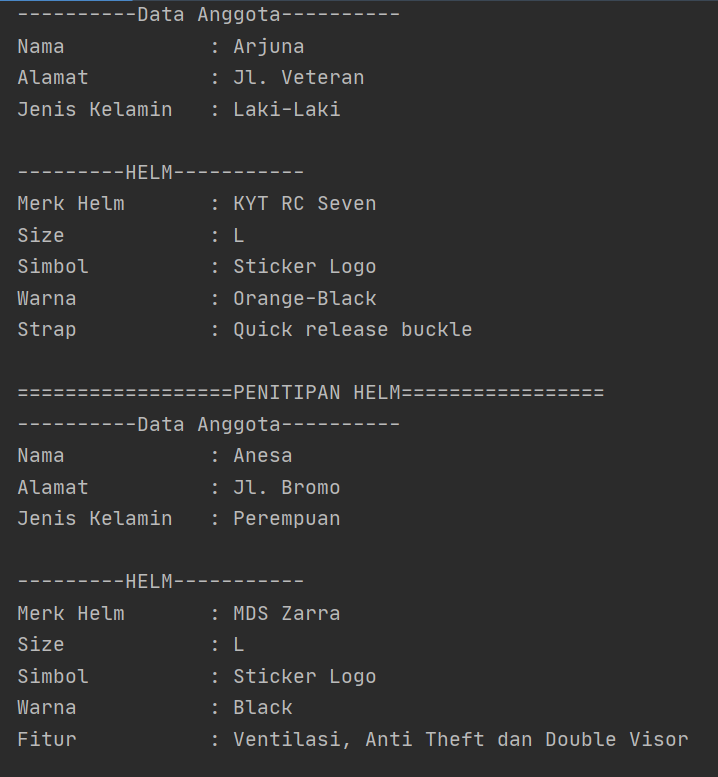 ----------Data Anggota----------
Nama            : Arjuna
Alamat          : Jl. Veteran
Jenis Kelamin   : Laki-Laki

---------HELM-----------
Merk Helm       : KYT RC Seven
Size            : L
Simbol          : Sticker Logo
Warna           : Orange-Black
Strap           : Quick release buckle

==================PENITIPAN HELM=================
----------Data Anggota----------
Nama            : Anesa
Alamat          : Jl. Bromo
Jenis Kelamin   : Perempuan

---------HELM-----------
Merk Helm       : MDS Zarra
Size            : L
Simbol          : Sticker Logo
Warna           : Black
Fitur           : Ventilasi, Anti Theft dan Double Visor